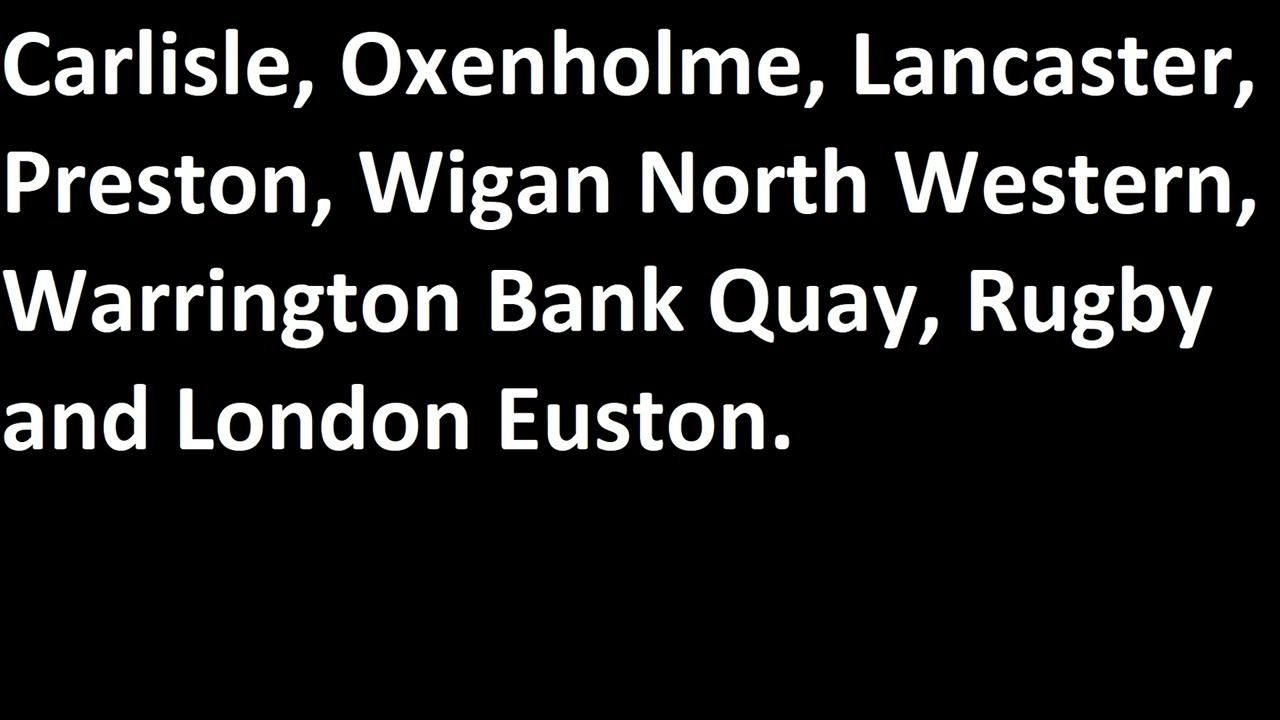 Carlisle, Oxenholme, Lancaster,
Preston, Wigan North Western,
Warrington Bank Quay, Rugby
and London Euston.